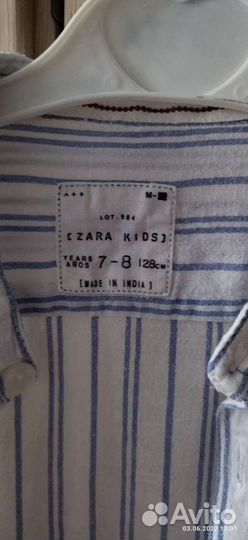 A++ M-
LOT.924
[ZARA KIDS]
YEARS
AÑOS 7-8 128CM
[MADE IN INDIA]
Avito
03.06.2022 13:01